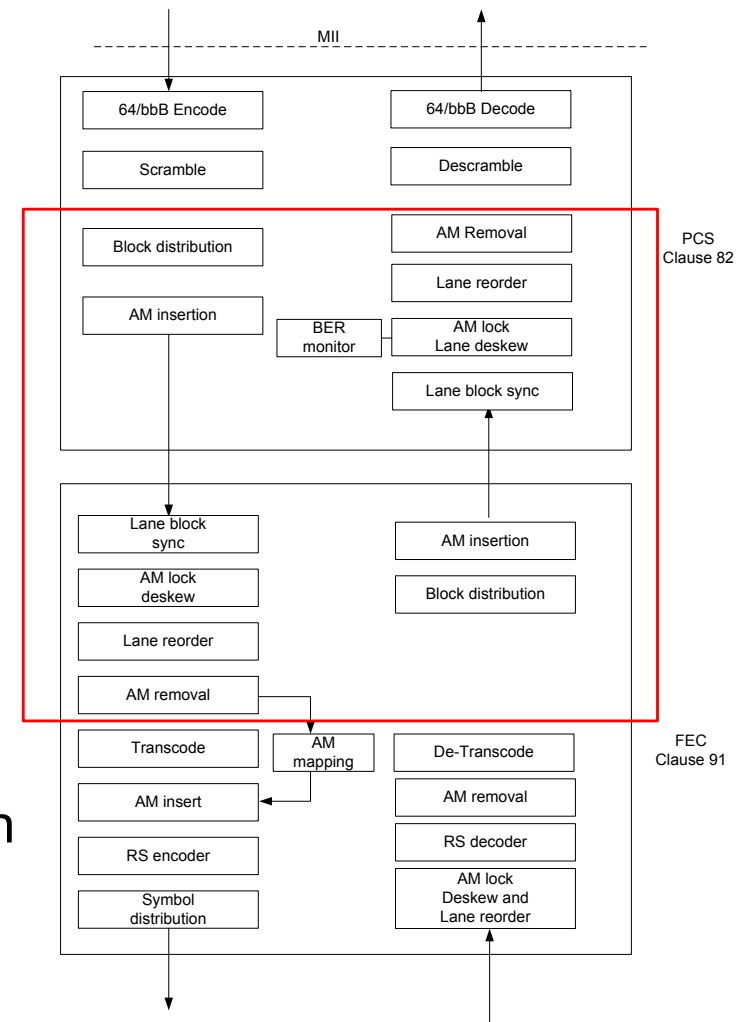 MII
64/bbB Encode
64/bbB Decode
Scramble
Descramble
Block distribution
AM Removal
PCS
Clause 82
Lane reorder
AM insertion
BER
monitor
AM lock
Lane deskew
Lane block sync
Lane block
sync
AM insertion
AM lock
deskew
Block distribution
Lane reorder
AM removal
Transcode
AM
mapping
De-Transcode
FEC
Clause 91
AM insert
AM removal
n
RS encoder
RS decoder
Symbol
distribution
AM lock
Deskew and
Lane reorder